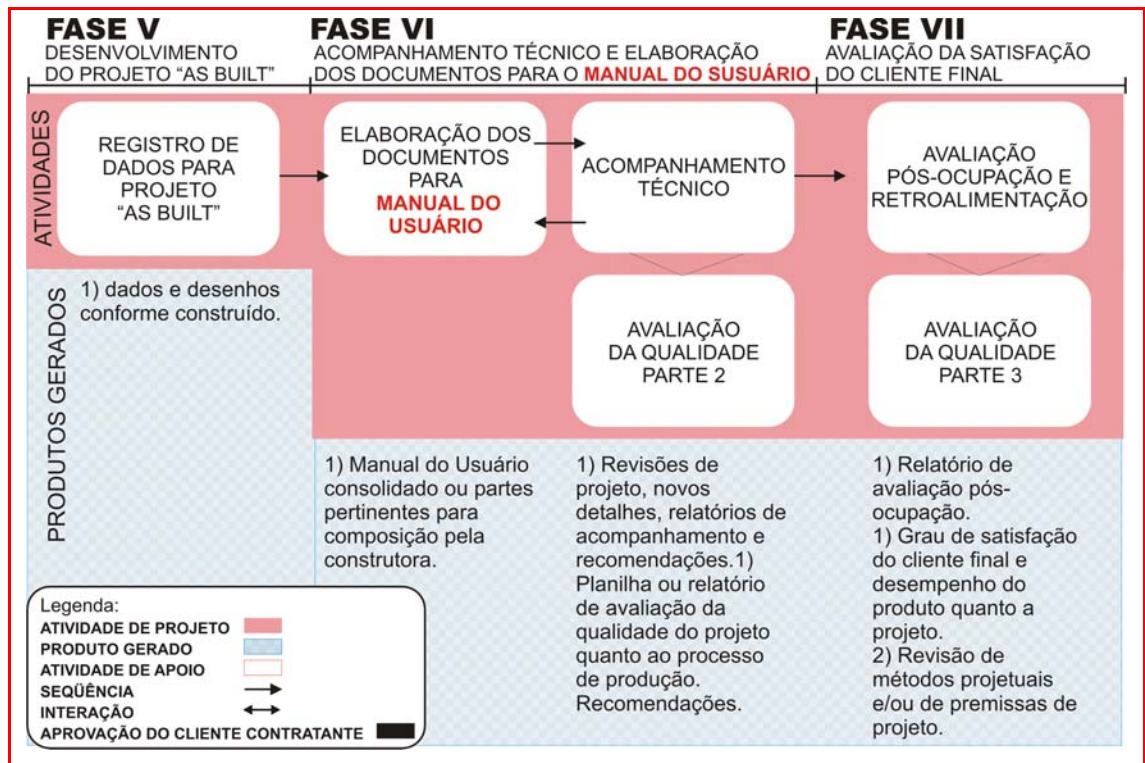 FASE V
DESENVOLVIMENTO
DO PROJETO “AS BUILT”
FASE VI
ACOMPANHAMENTO TÉCNICO E ELABORAÇÃO
DOS DOCUMENTOS PARA O MANUAL DO SUSUÁRIO
FASE VII
AVALIAÇÃO DA SATISFAÇÃO
DO CLIENTE FINAL
ATIVIDADES
REGISTRO DE
DADOS PARA
PROJETO
“AS BUILT”
ELABORAÇÃO DOS
DOCUMENTOS
PARA
MANUAL DO
USUÁRIO
ACOMPANHAMENTO
TÉCNICO
AVALIAÇÃO
PÓS-OCUPAÇÃO E
RETROALIMENTAÇÃO
AVALIAÇÃO
DA QUALIDADE
PARTE 2
AVALIAÇÃO
DA QUALIDADE
PARTE 3
PRODUTOS GERADOS
1) dados e desenhos
conforme construído.
1) Manual do Usuário
consolidado ou partes
pertinentes para
composição pela
construtora.
1) Revisões de
projeto, novos
detalhes, relatórios de
acompanhamento e
recomendações.1)
Planilha ou relatório
de avaliação da
qualidade do projeto
quanto ao processo
de produção.
Recomendações.
1) Relatório de
avaliação pós-
ocupação.
1) Grau de satisfação
do cliente final e
desempenho do
produto quanto a
projeto.
2) Revisão de
métodos projetuais
e/ou de premissas de
projeto.
Legenda:
ATIVIDADE DE PROJETO
PRODUTO GERADO
ATIVIDADE DE APOIO
SEQÜÊNCIA
INTERAÇÃO
APROVAÇÃO DO CLIENTE CONTRATANTE